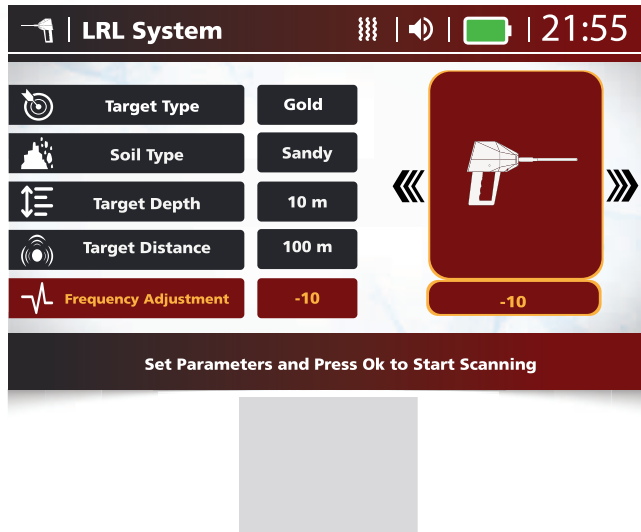 LRL System
21:55
Target Type
Gold
Soil Type
Sandy
Target Depth
10 m
Target Distance
100 m
Frequency Adjustment
-10
-10
Set Parameters and Press Ok to Start Scanning